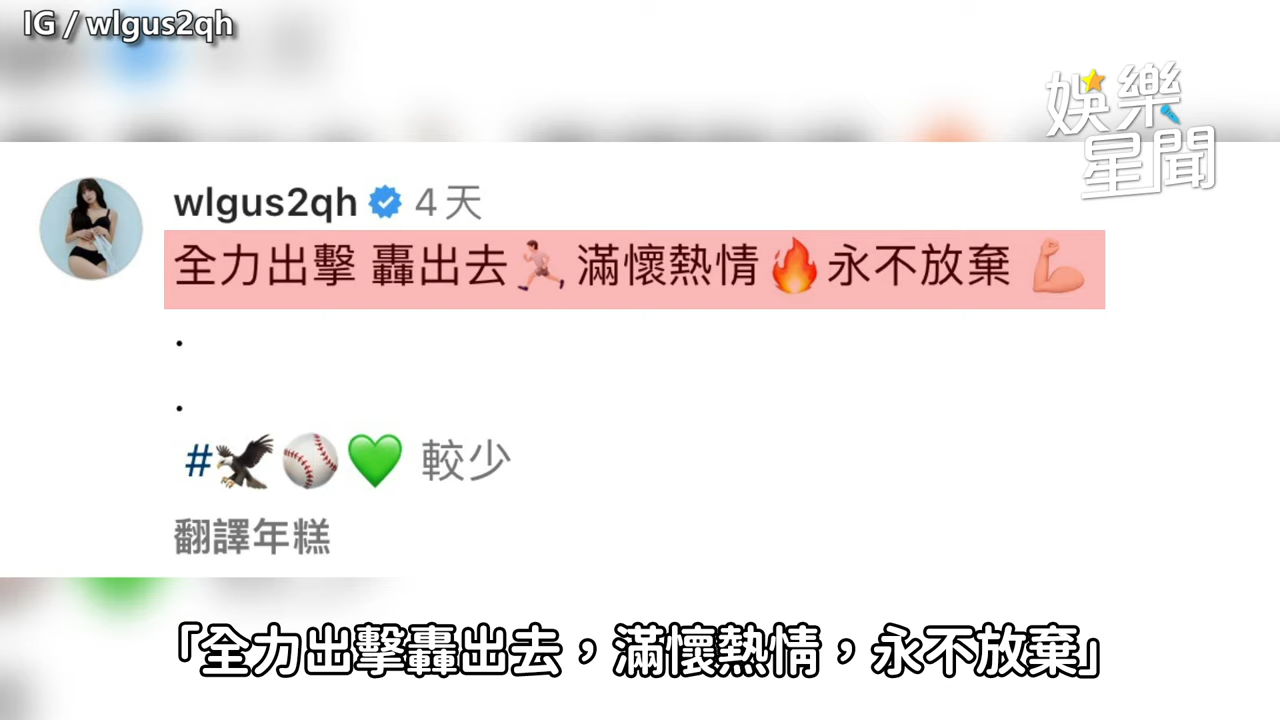 IG / wlgus2qh
娛樂
星聞
wlgus2qh 4天
全力出擊 轟出去🏃🏻滿懷熱情🔥永不放棄 💪🏻
.
.
#🦅⚾💚 較少
翻譯年糕
「全力出擊轟出去，滿懷熱情，永不放棄」